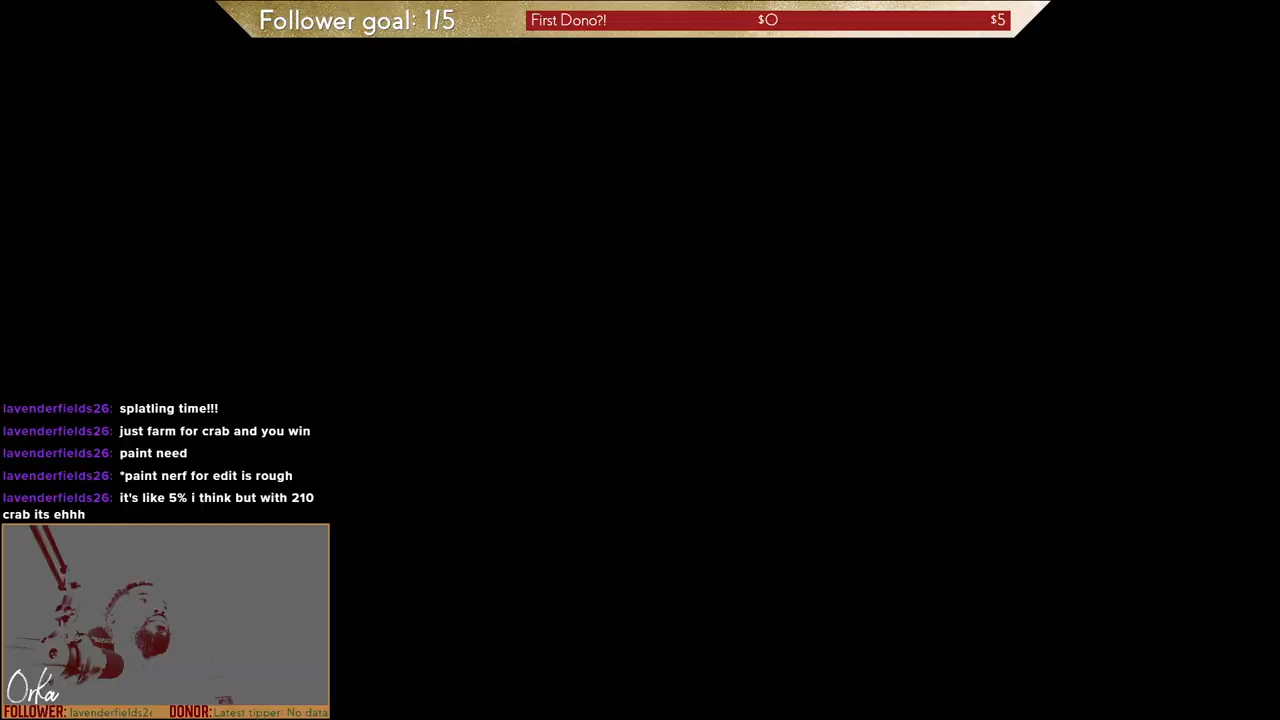 Follower goal: 1/5
First Dono?! $0 $5
lavenderfields26: splatling time!!!
lavenderfields26: just farm for crab and you win
lavenderfields26: paint need
lavenderfields26: *paint nerf for edit is rough
lavenderfields26: it's like 5% i think but with 210
crab its ehhh
Orka
FOLLOWER: lavenderfields2 DONOR: Latest tipper: No data